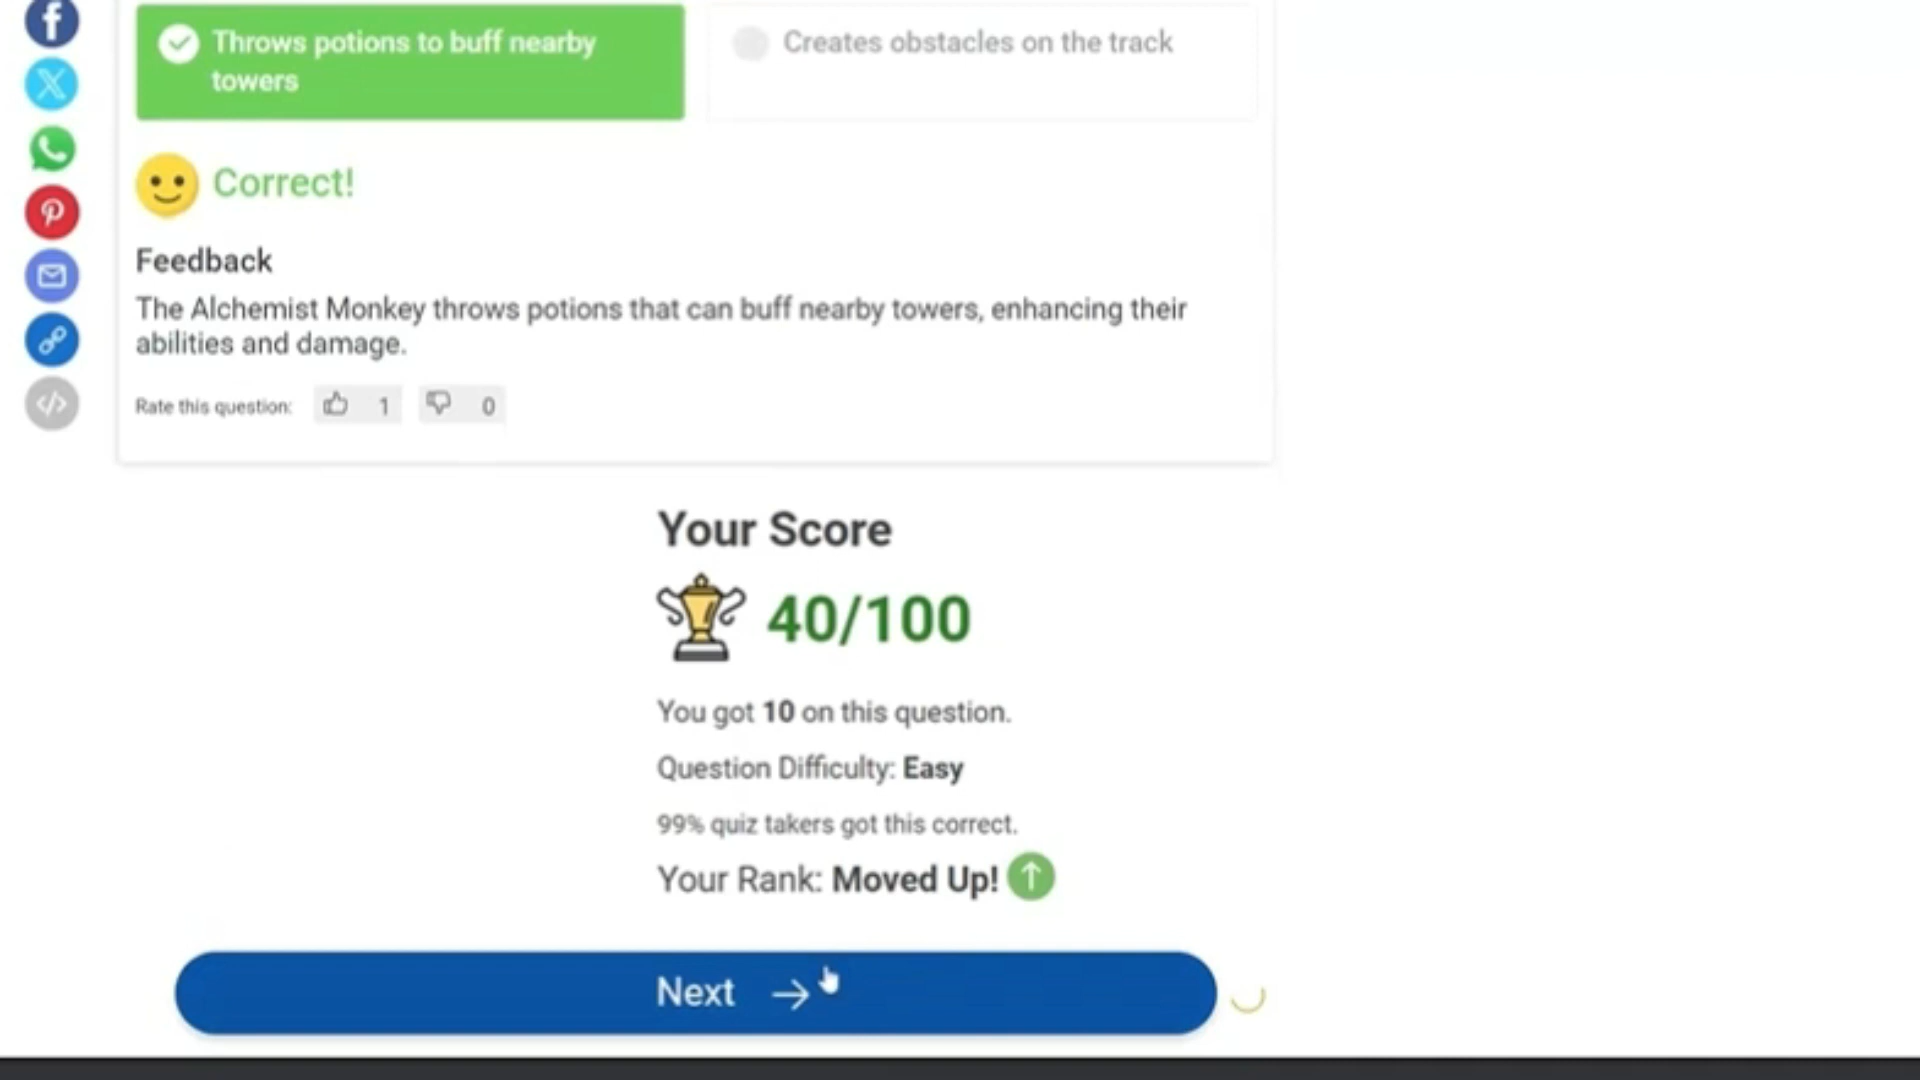 Throws potions to buff nearby
towers
Creates obstacles on the track
Correct!
Feedback
The Alchemist Monkey throws potions that can buff nearby towers, enhancing their
abilities and damage.
Rate this question: 1 0
Your Score
40/100
You got 10 on this question.
Question Difficulty: Easy
99% quiz takers got this correct.
Your Rank: Moved Up!
Next →